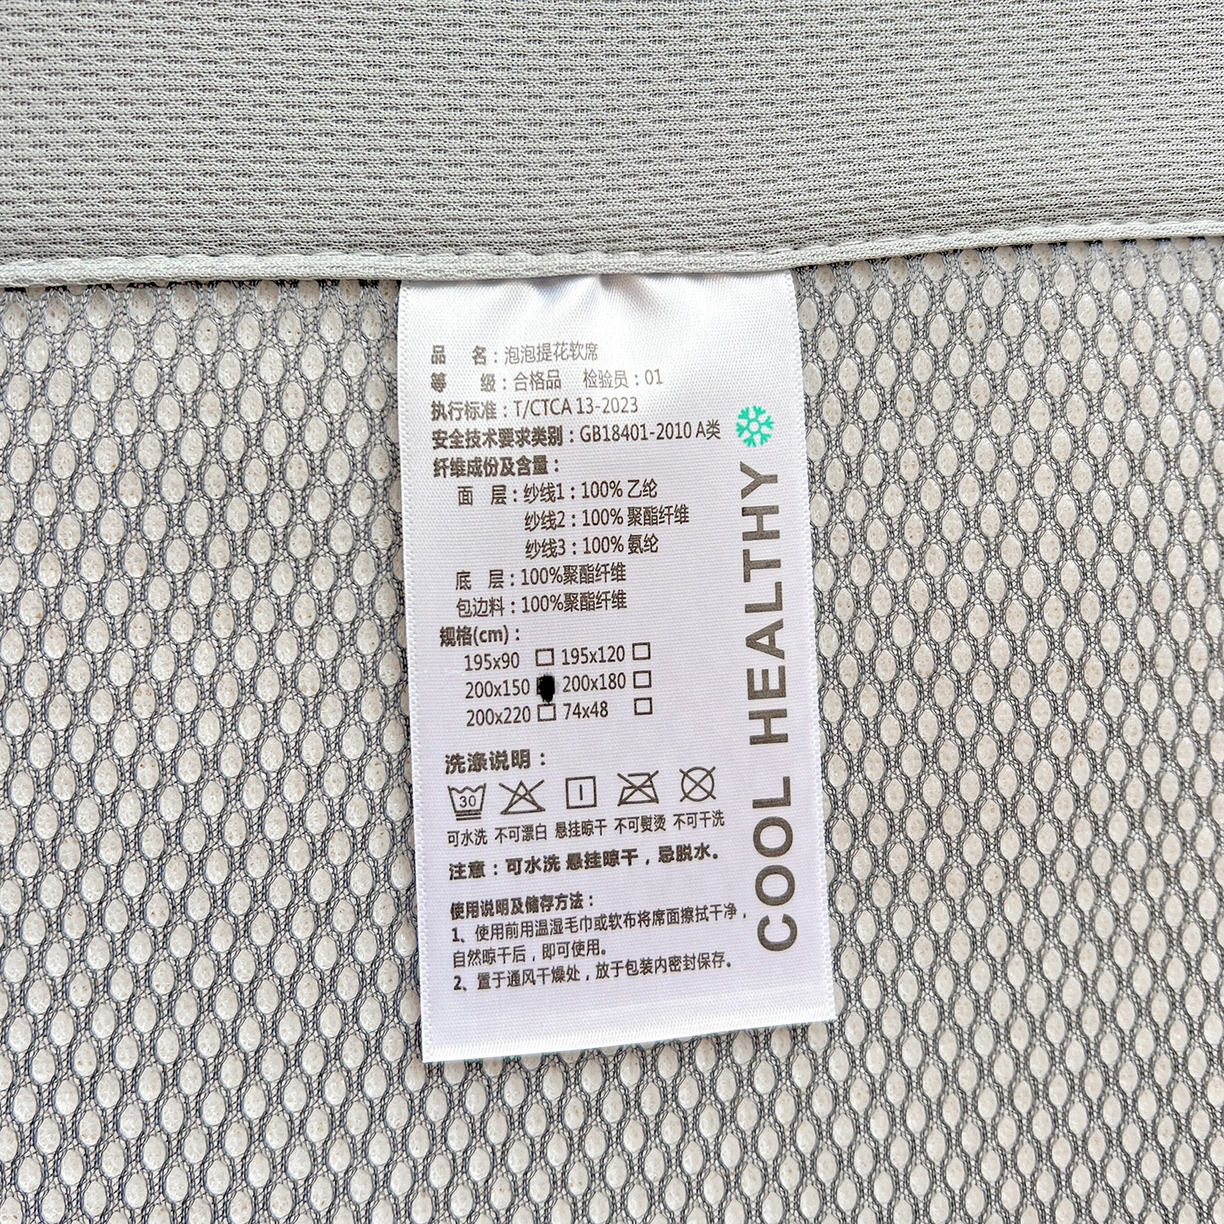 品 名：泡泡提花软席
等 级：合格品 检验员：01
执行标准：T/CTCA 13-2023
安全技术要求类别：GB18401-2010 A类
纤维成份及含量：
面 层：纱线1：100% 乙纶
纱线2：100% 聚酯纤维
纱线3：100% 氨纶
底 层：100%聚酯纤维
包边料：100%聚酯纤维
规格(cm)：
195x90 □ 195x120 □
200x150 ■ 200x180 □
200x220 □ 74x48 □
洗涤说明：
30
可水洗 不可漂白 悬挂晾干 不可熨烫 不可干洗
注意：可水洗 悬挂晾干，忌脱水。
使用说明及储存方法：
1、使用前用温湿毛巾或软布将席面擦拭干净，
自然晾干后，即可使用。
2、置于通风干燥处，放于包装内密封保存。
COOL HEALTHY